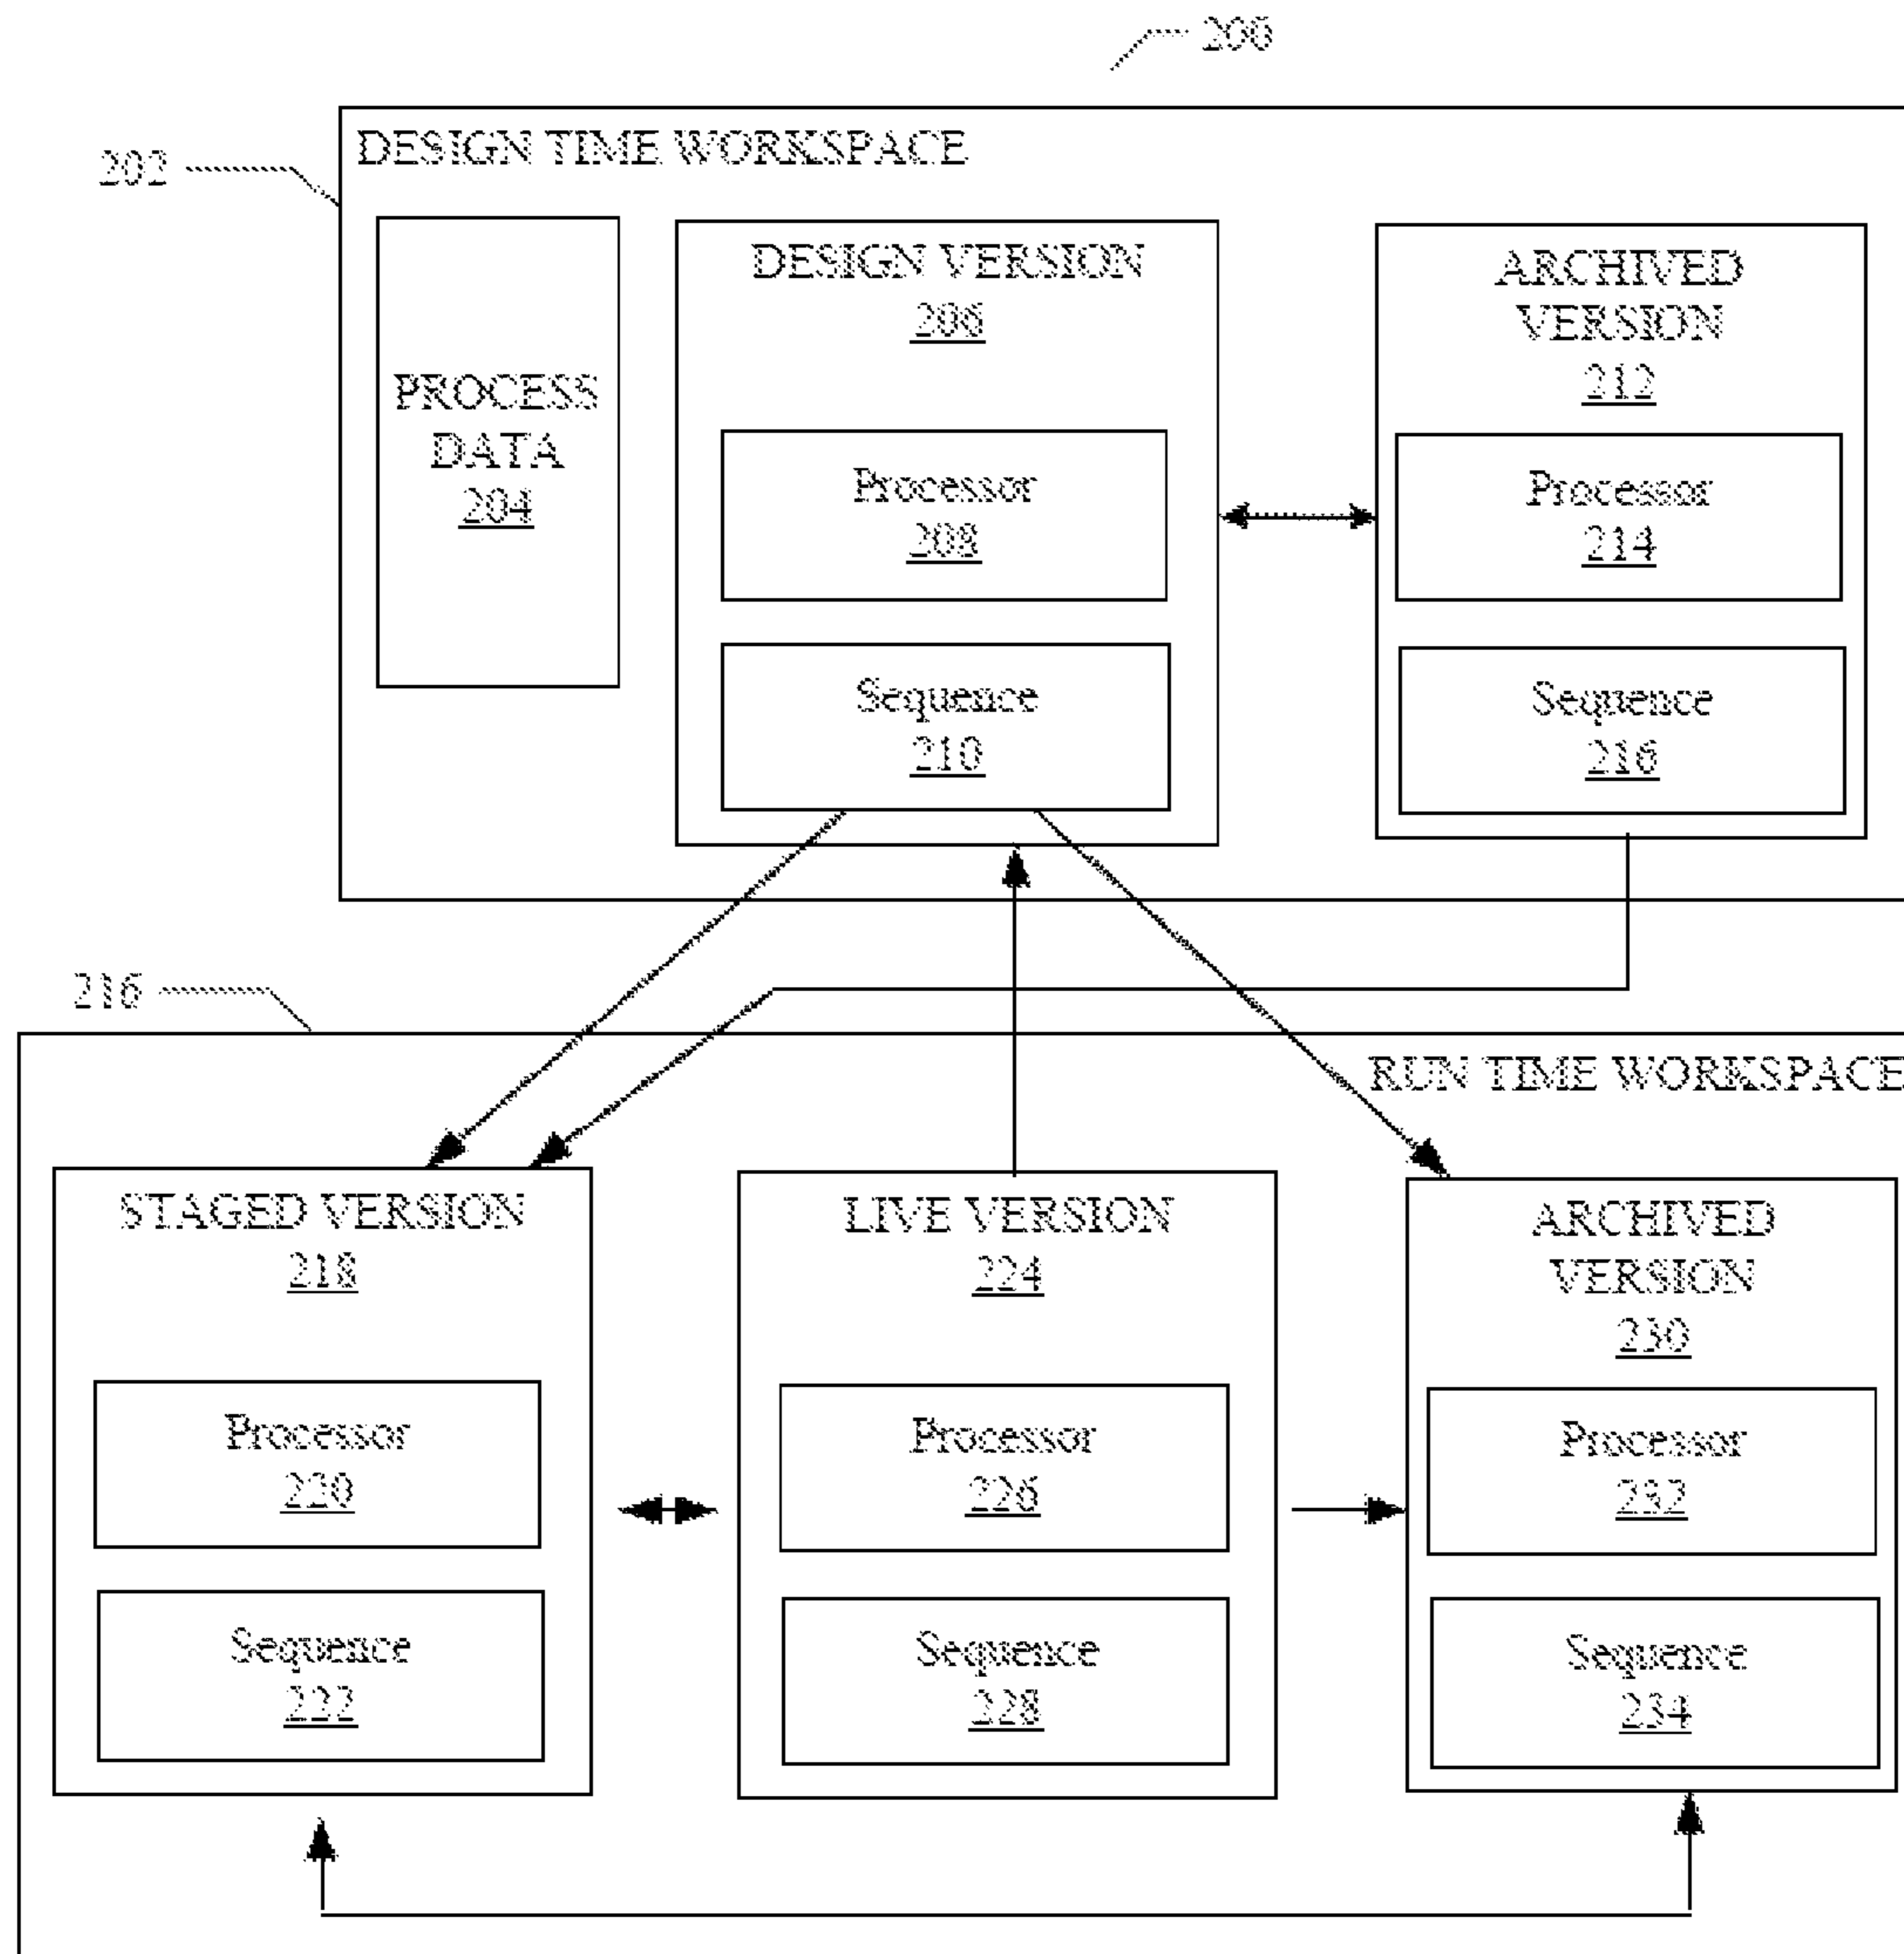 200
202
DESIGN TIME WORKSPACE
PROCESS
DATA
204
DESIGN VERSION
206
Processor
208
Sequence
210
ARCHIVED
VERSION
212
Processor
214
Sequence
216
216
RUN TIME WORKSPACE
STAGED VERSION
218
Processor
220
Sequence
222
LIVE VERSION
224
Processor
226
Sequence
228
ARCHIVED
VERSION
230
Processor
232
Sequence
234